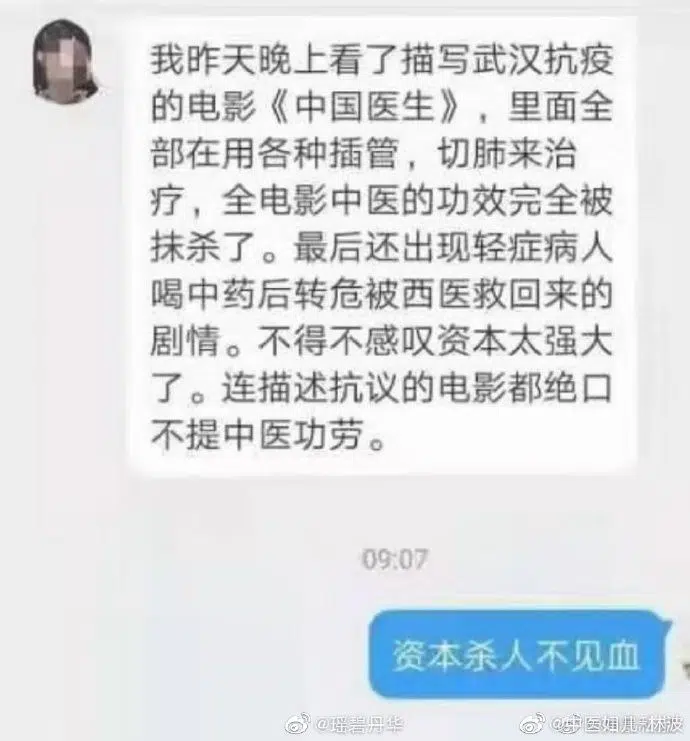 我昨天晚上看了描写武汉抗疫
的电影《中国医生》，里面全
部在用各种插管，切肺来治
疗，全电影中医的功效完全被
抹杀了。最后还出现轻症病人
喝中药后转危被西医救回来的
剧情。不得不感叹资本太强大
了。连描述抗议的电影都绝口
不提中医功劳。
09:07
资本杀人不见血
@瑶碧丹华